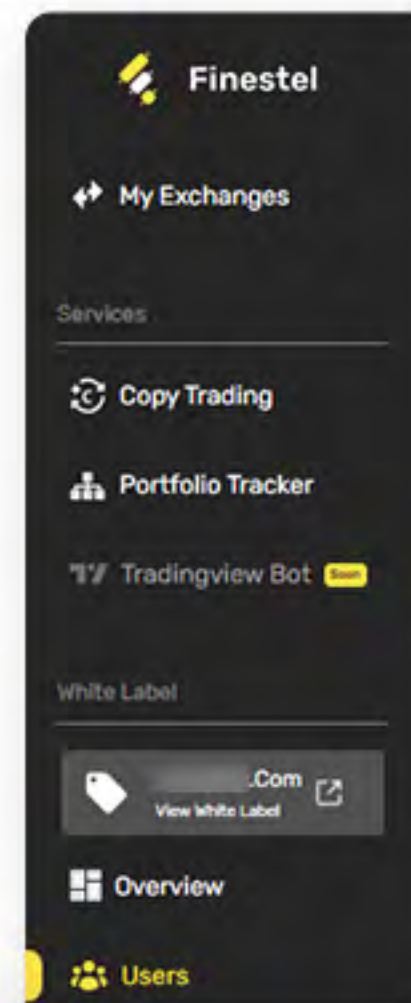 Finestel
My Exchanges
Services
Copy Trading
Portfolio Tracker
Tradingview Bot Soon
White Label
.Com
View White Label
Overview
Users